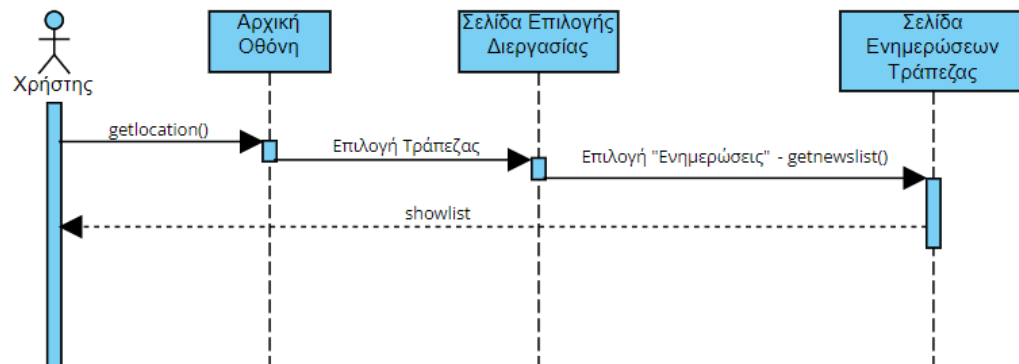 Χρήστης
Αρχική
Οθόνη
Σελίδα Επιλογής
Διεργασίας
Σελίδα
Ενημερώσεων
Τράπεζας
getlocation()
Επιλογή Τράπεζας
Επιλογή "Ενημερώσεις" - getnewslist()
showlist